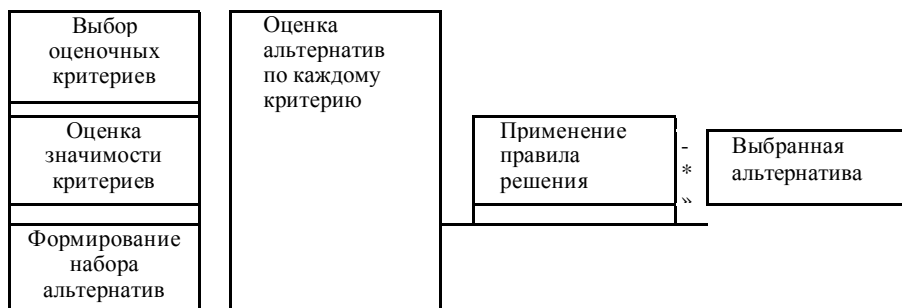 Выбор
оценочных
критериев
Оценка
значимости
критериев
Формирование
набора
альтернатив
Оценка
альтернатив
по каждому
критерию
Применение
правила
решения
-
*
»
Выбранная
альтернатива